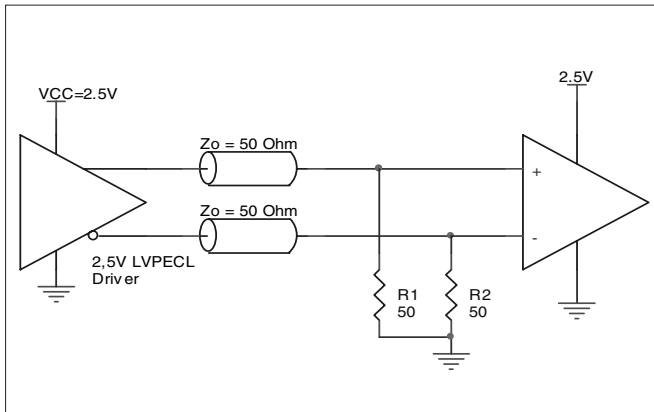 VCC=2.5V
2.5V
Zo = 50 Ohm
+
Zo = 50 Ohm
-
2,5V LVPECL
Driver
R1
50
R2
50